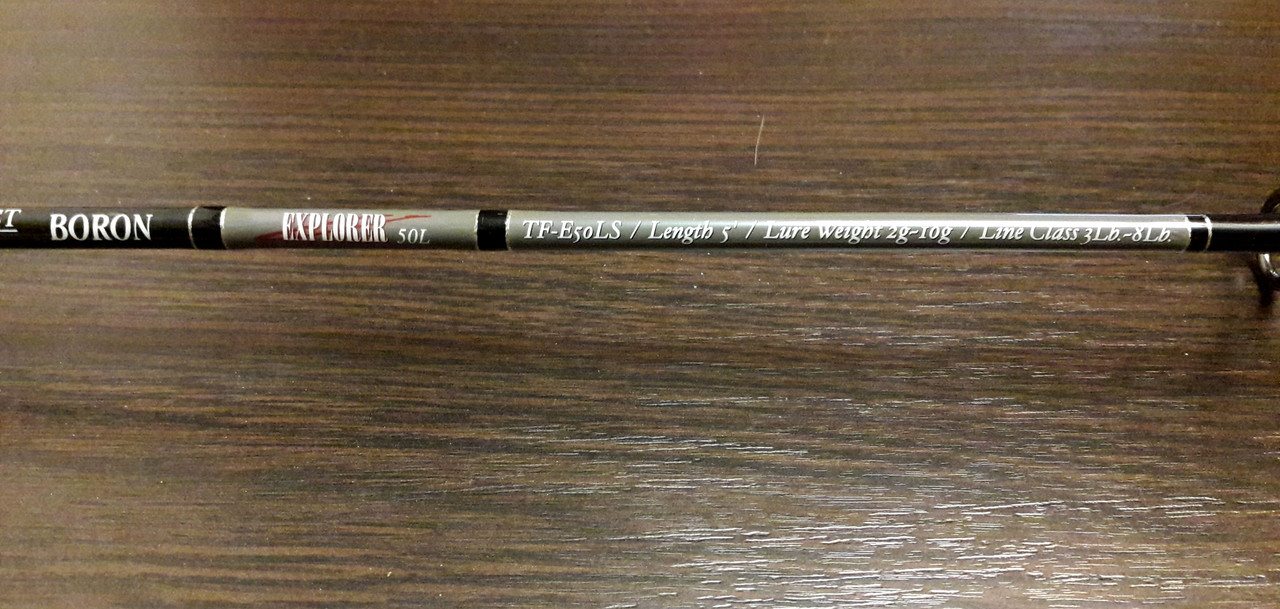 BORON EXPLORER 50L TF-E50LS / Length 5' / Lure Weight 2g~10g / Line Class 3Lb.~8Lb.